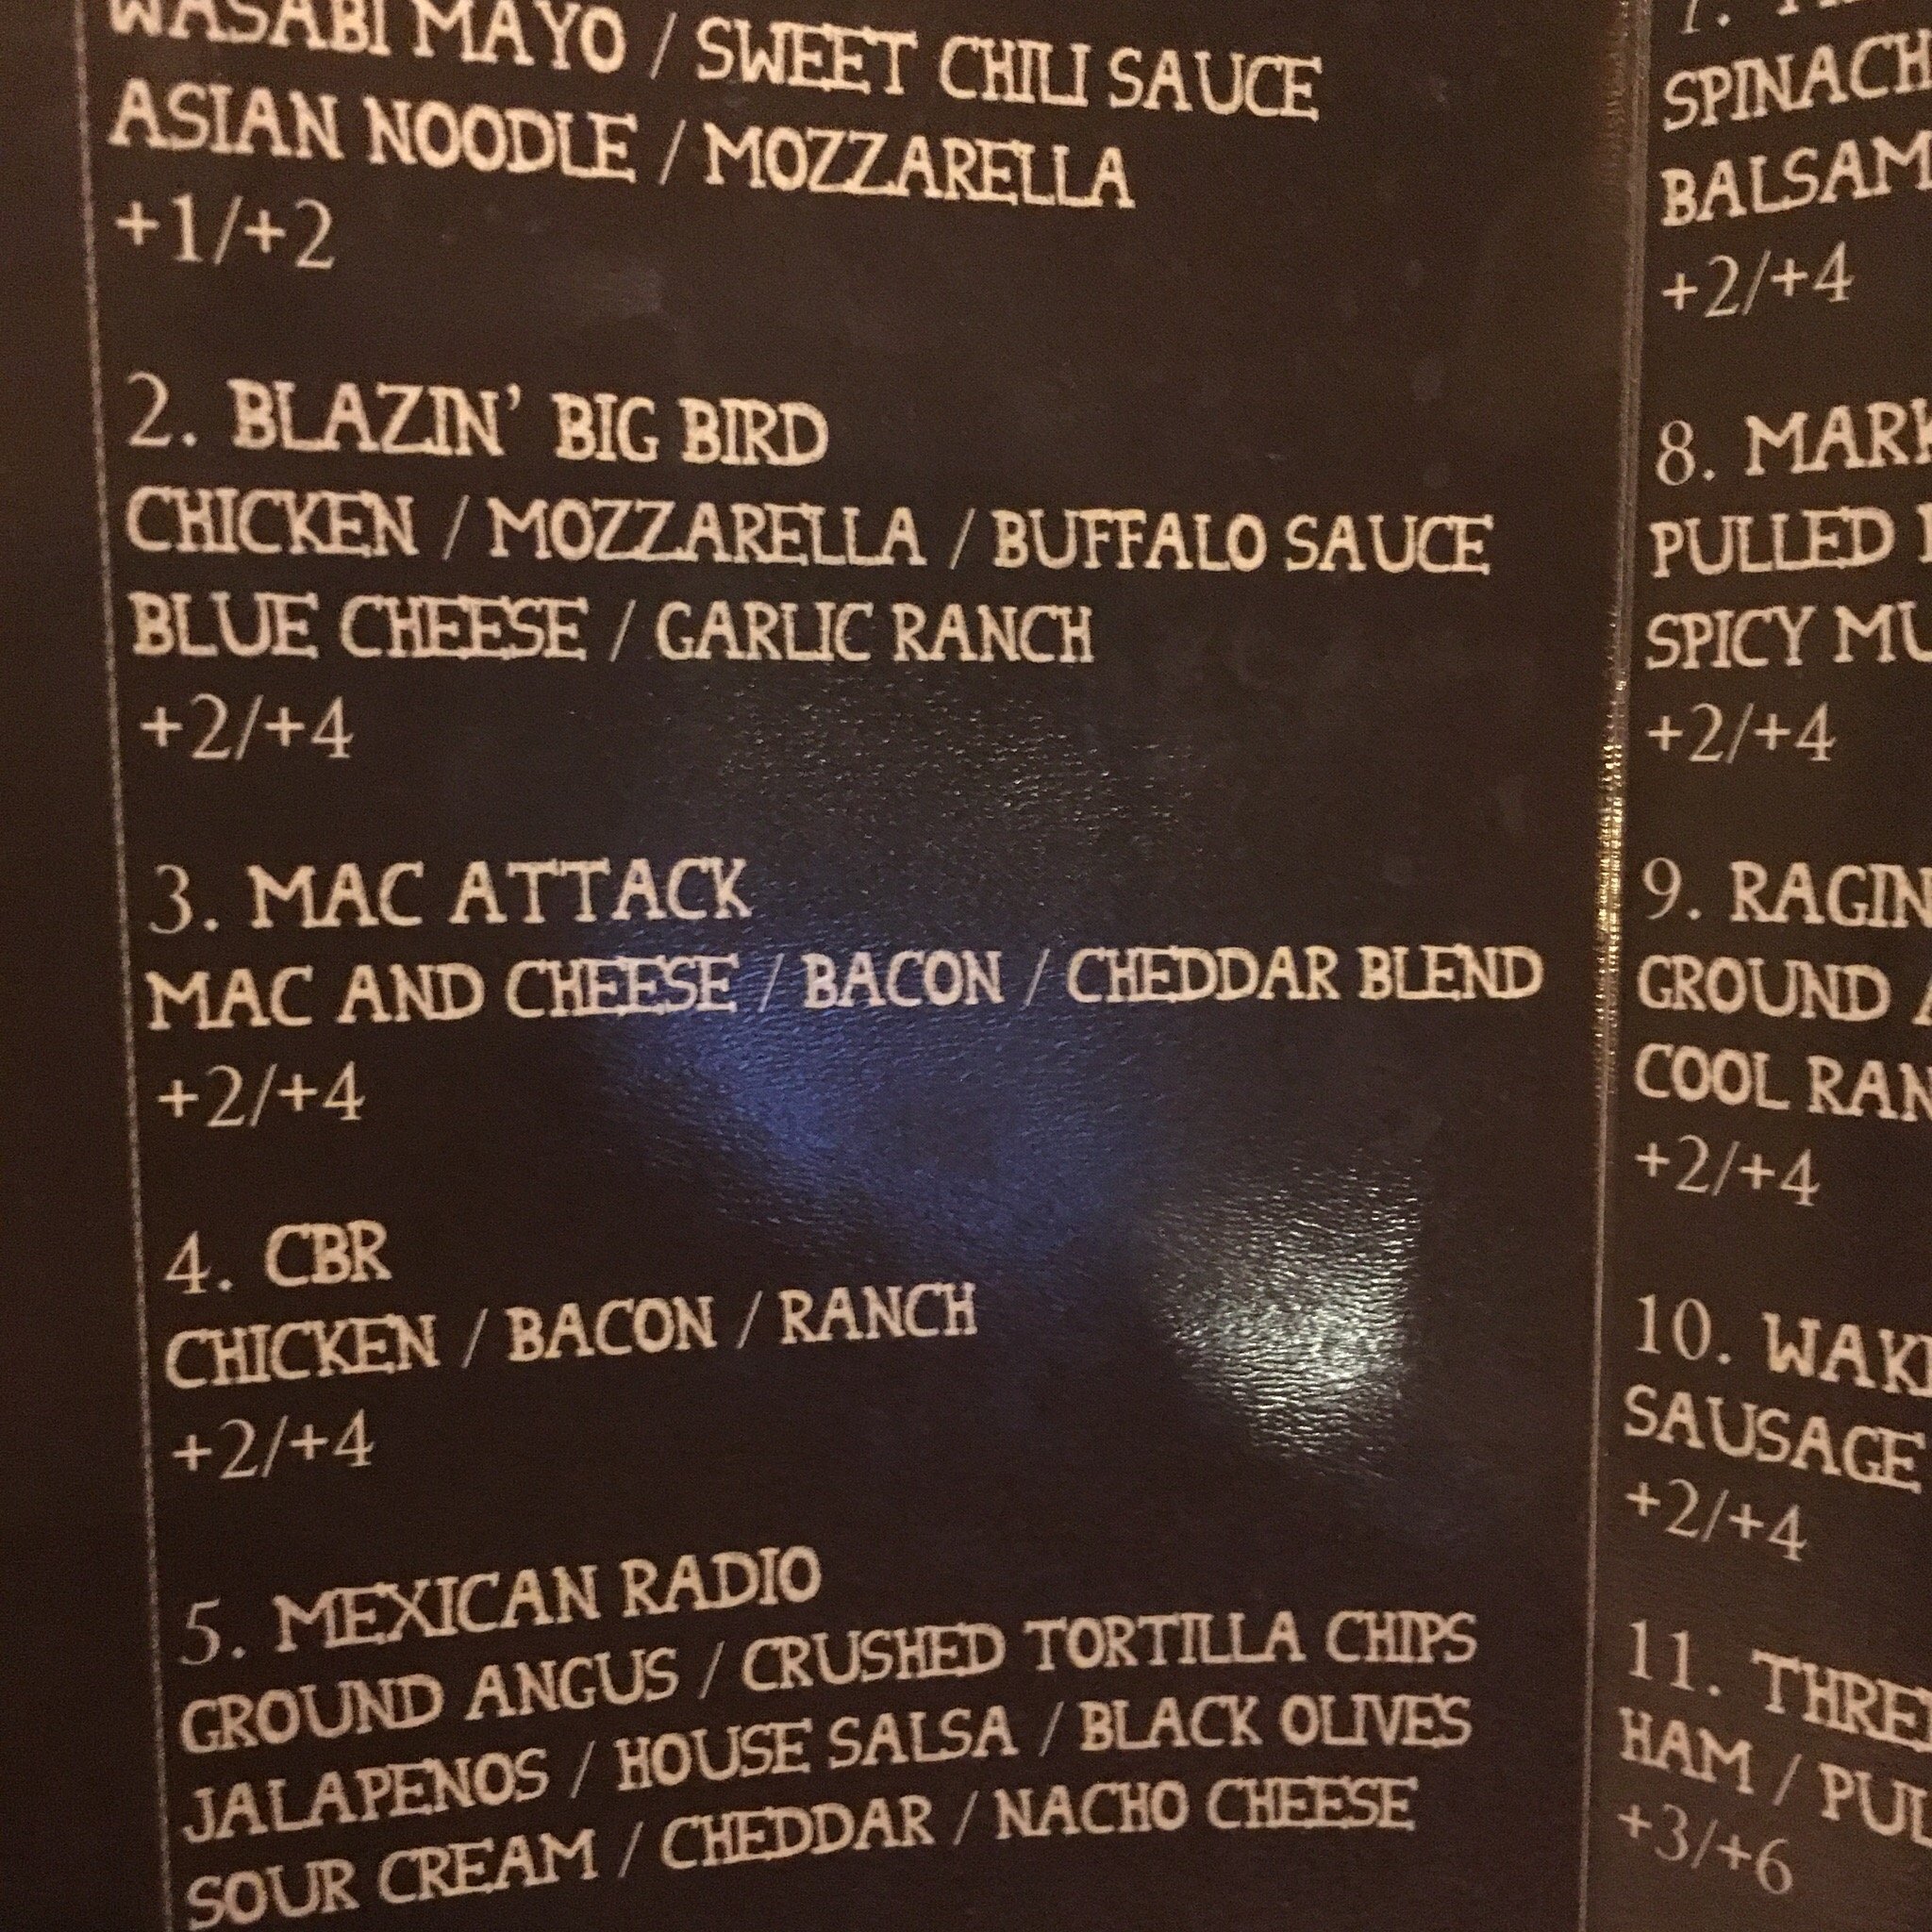 WASABI MAYO / SWEET CHILI SAUCE
ASIAN NOODLE / MOZZARELLA
+1/+2
2. BLAZIN' BIG BIRD
CHICKEN / MOZZARELLA / BUFFALO SAUCE
BLUE CHEESE / GARLIC RANCH
+2/+4
3. MAC ATTACK
MAC AND CHEESE / BACON / CHEDDAR BLEND
+2/+4
4. CBR
CHICKEN / BACON / RANCH
+2/+4
5. MEXICAN RADIO
GROUND ANGUS / CRUSHED TORTILLA CHIPS
JALAPENOS / HOUSE SALSA / BLACK OLIVES
SOUR CREAM / CHEDDAR / NACHO CHEESE
7.
SPINACH
BALSAM
+2/+4
8. MARK
PULLED
SPICY MU
+2/+4
9. RAGIN
GROUND A
COOL RAN
+2/+4
10. WAKE
SAUSAGE
+2/+4
11. THREE
HAM / PUL
+3/+6